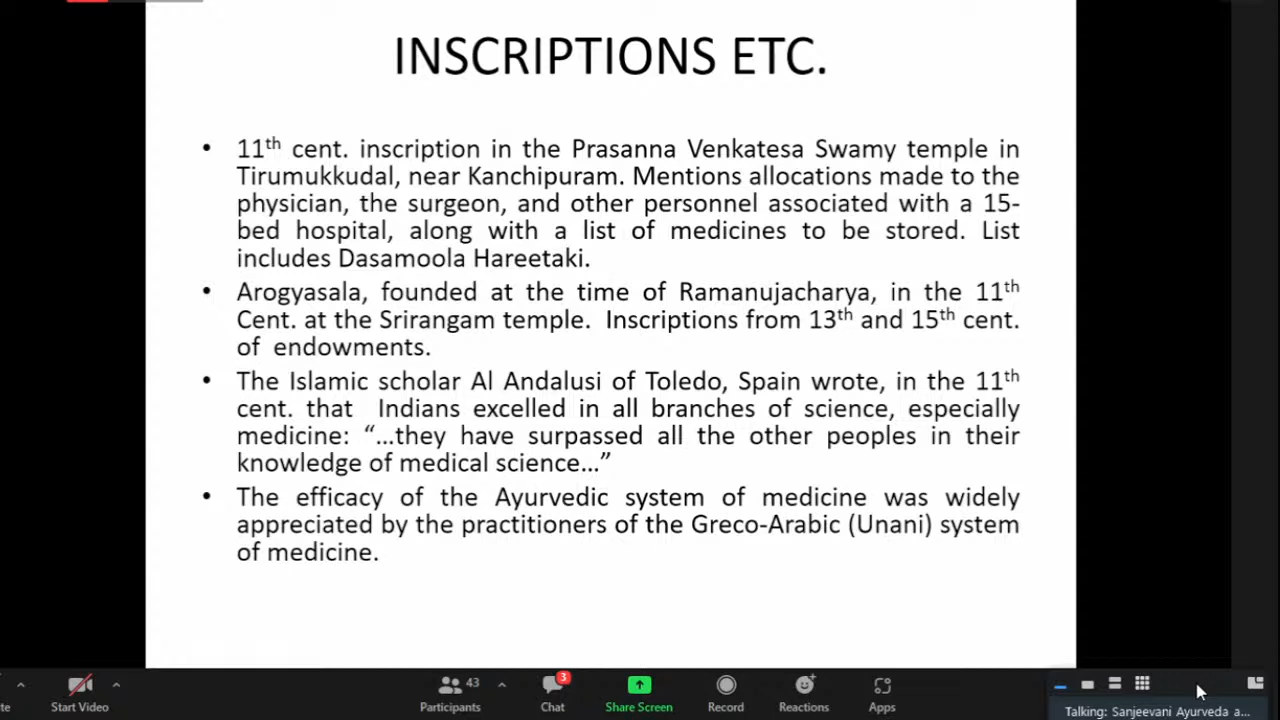 INSCRIPTIONS ETC.
• 11th cent. inscription in the Prasanna Venkatesa Swamy temple in
Tirumukkudal, near Kanchipuram. Mentions allocations made to the
physician, the surgeon, and other personnel associated with a 15-
bed hospital, along with a list of medicines to be stored. List
includes Dasamoola Hareetaki.
• Arogyasala, founded at the time of Ramanujacharya, in the 11th
Cent. at the Srirangam temple. Inscriptions from 13th and 15th cent.
of endowments.
• The Islamic scholar Al Andalusi of Toledo, Spain wrote, in the 11th
cent. that Indians excelled in all branches of science, especially
medicine: “…they have surpassed all the other peoples in their
knowledge of medical science…”
• The efficacy of the Ayurvedic system of medicine was widely
appreciated by the practitioners of the Greco-Arabic (Unani) system
of medicine.
43 3
te Start Video Participants Chat Share Screen Record Reactions Apps
Talking: Sanjeevani Ayurveda a...